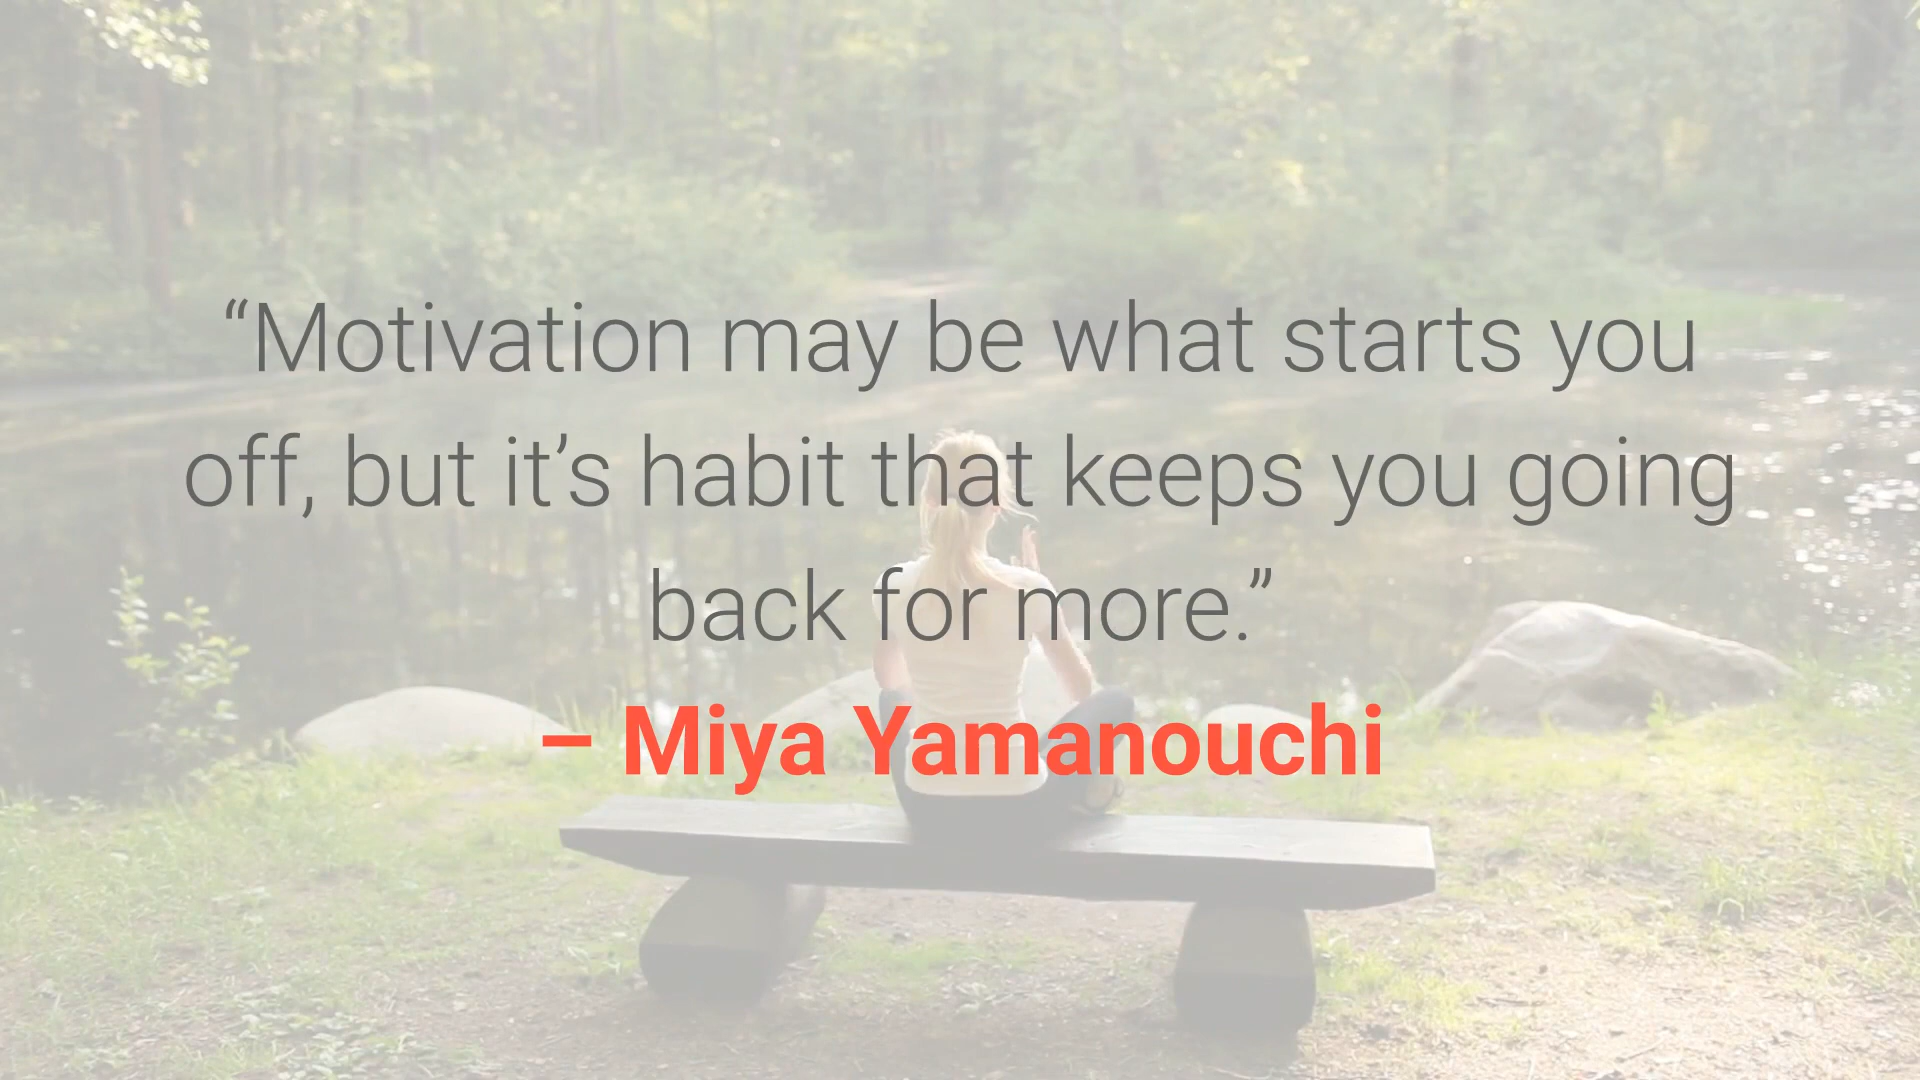 “Motivation may be what starts you
off, but it’s habit that keeps you going
back for more.”
– Miya Yamanouchi